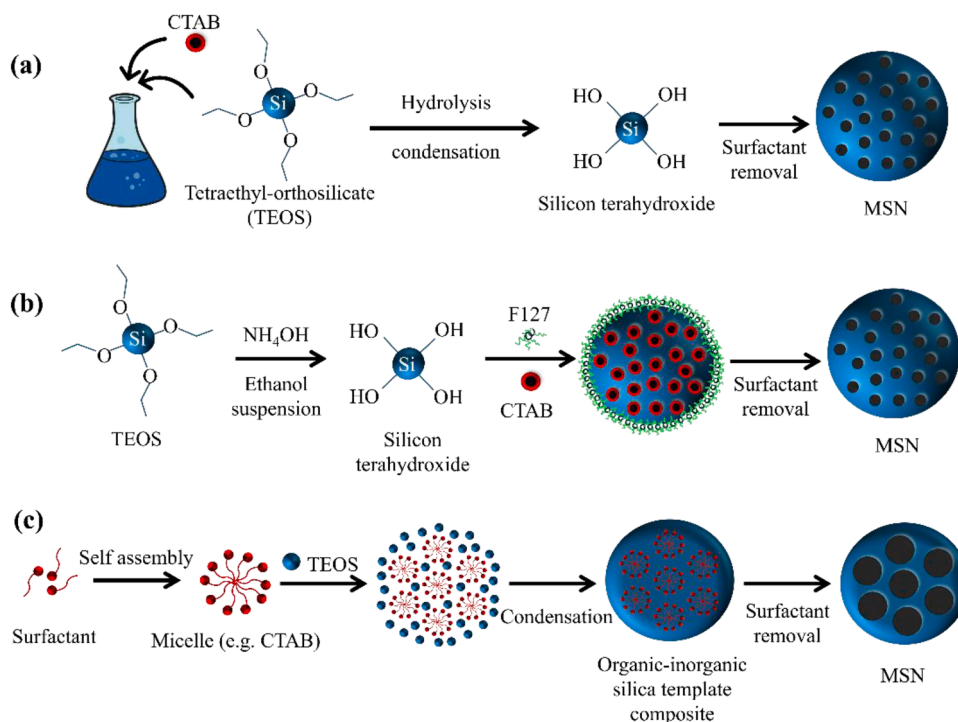 (a)
CTAB
O
O
Si
O
O
Tetraethyl-orthosilicate
(TEOS)
Hydrolysis
condensation
HO
OH
Si
HO
OH
Silicon terahydroxide
Surfactant
removal
MSN
(b)
O
O
Si
O
O
TEOS
NH₄OH
Ethanol
suspension
HO
OH
Si
HO
OH
Silicon
terahydroxide
F127
CTAB
Surfactant
removal
MSN
(c)
Surfactant
Self assembly
Micelle (e.g. CTAB)
TEOS
Condensation
Organic-inorganic
silica template
composite
Surfactant
removal
MSN